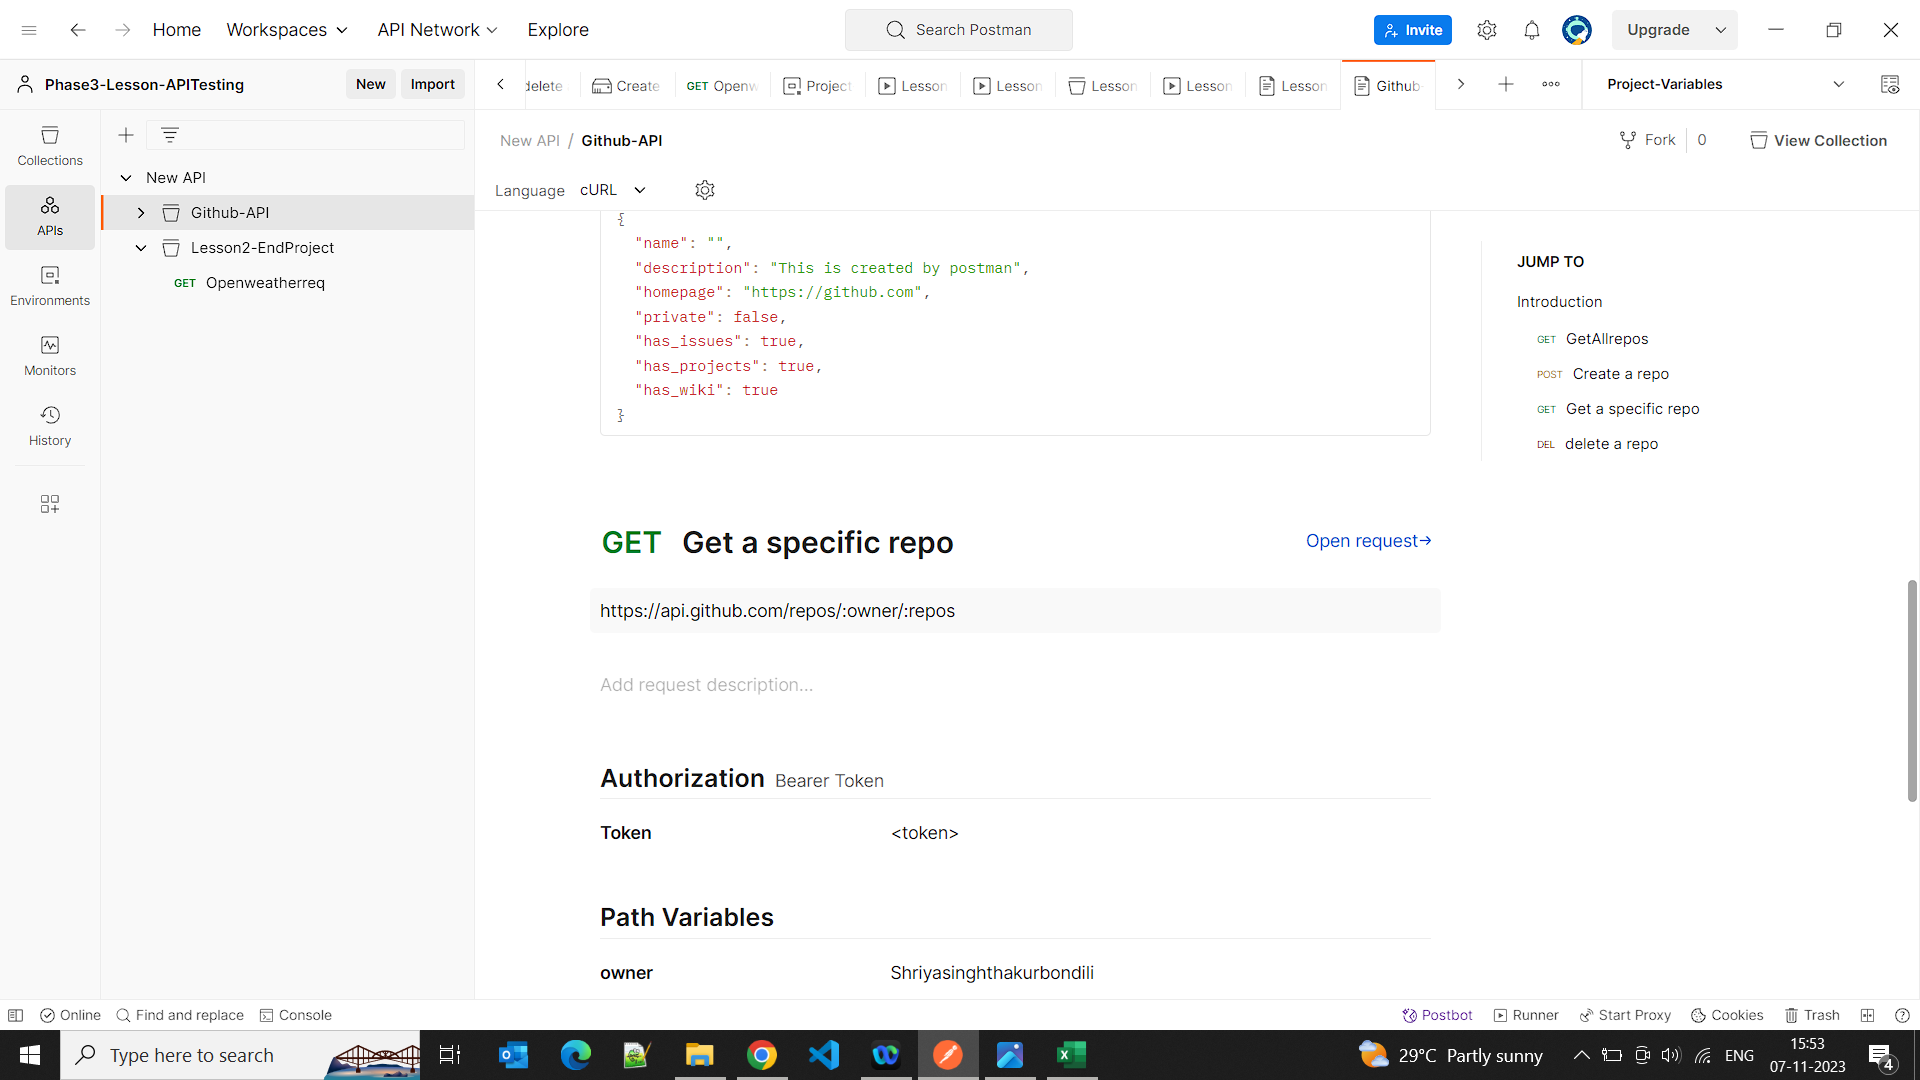 Home Workspaces API Network Explore Search Postman Invite Upgrade
Phase3-Lesson-APITesting New Import
delete Create GET Openw Project Lesson Lesson Lesson Lesson Lesson Github Project-Variables
Collections
APIs
Environments
Monitors
History
New API
Github-API
Lesson2-EndProject
GET Openweatherreq
New API / Github-API
Fork 0 View Collection
Language cURL
{
"name": "",
"description": "This is created by postman",
"homepage": "https://github.com",
"private": false,
"has_issues": true,
"has_projects": true,
"has_wiki": true
}
JUMP TO
Introduction
GET GetAllrepos
POST Create a repo
GET Get a specific repo
DEL delete a repo
GET Get a specific repo
Open request→
https://api.github.com/repos/:owner/:repos
Add request description...
Authorization Bearer Token
Token <token>
Path Variables
owner Shriyasinghthakurbondili
Online Find and replace Console
Postbot Runner Start Proxy Cookies Trash
Type here to search
29°C Partly sunny
ENG
15:53
07-11-2023
4